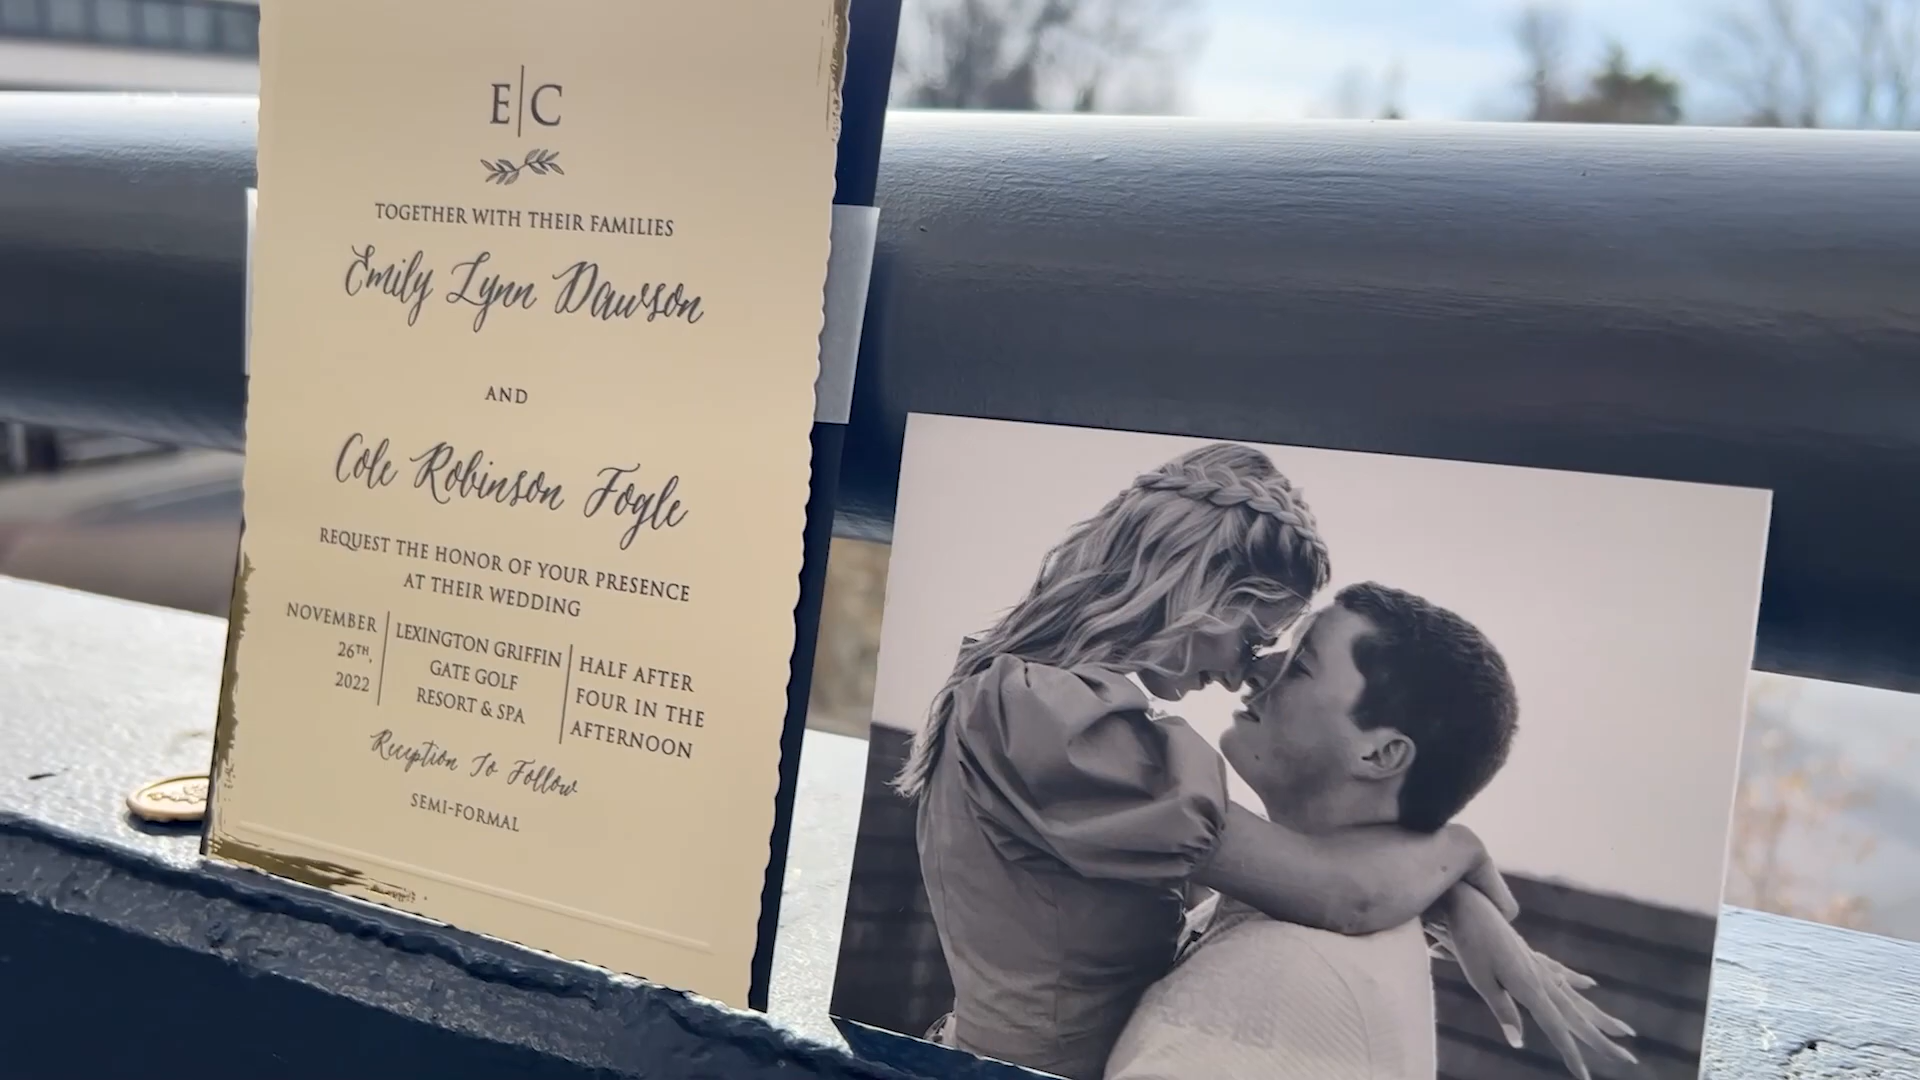 E|C
TOGETHER WITH THEIR FAMILIES
Emily Lynn Dawson
AND
Cole Robinson Fogle
REQUEST THE HONOR OF YOUR PRESENCE
AT THEIR WEDDING
NOVEMBER
26TH,
2022
LEXINGTON GRIFFIN
GATE GOLF
RESORT & SPA
HALF AFTER
FOUR IN THE
AFTERNOON
Reception To Follow
SEMI-FORMAL